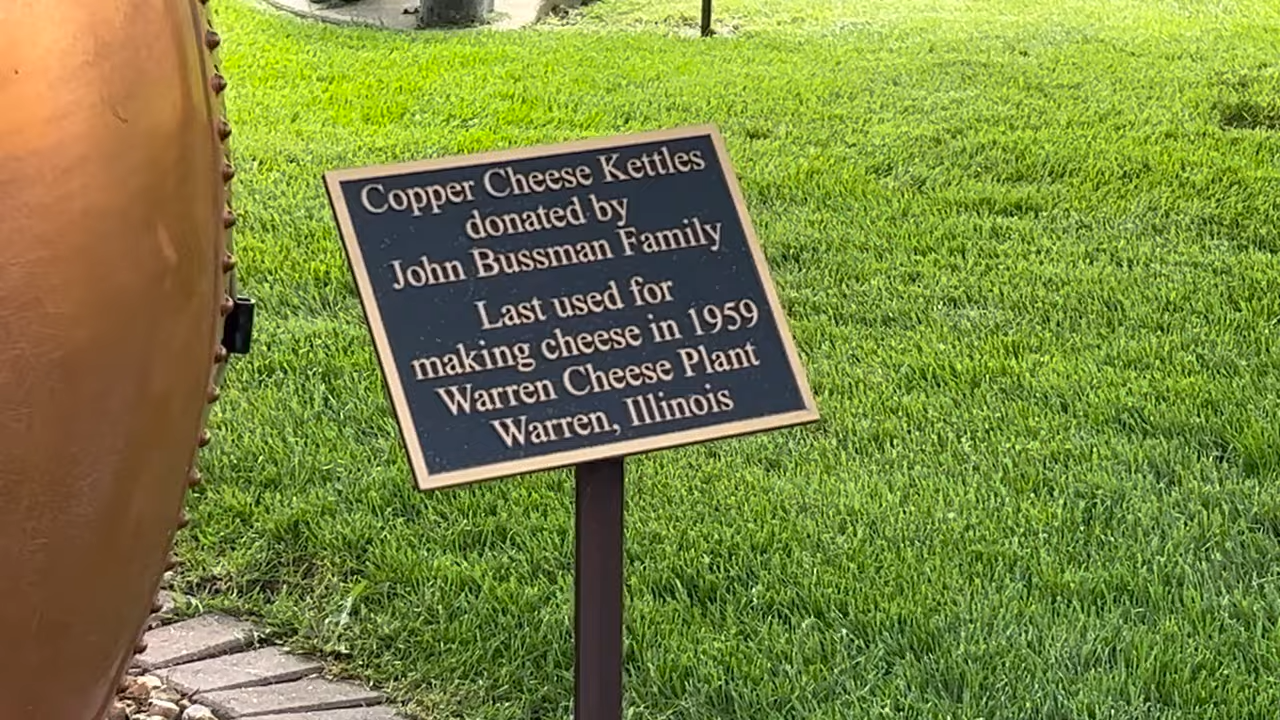 Copper Cheese Kettles
donated by
John Bussman Family
Last used for
making cheese in 1959
Warren Cheese Plant
Warren, Illinois